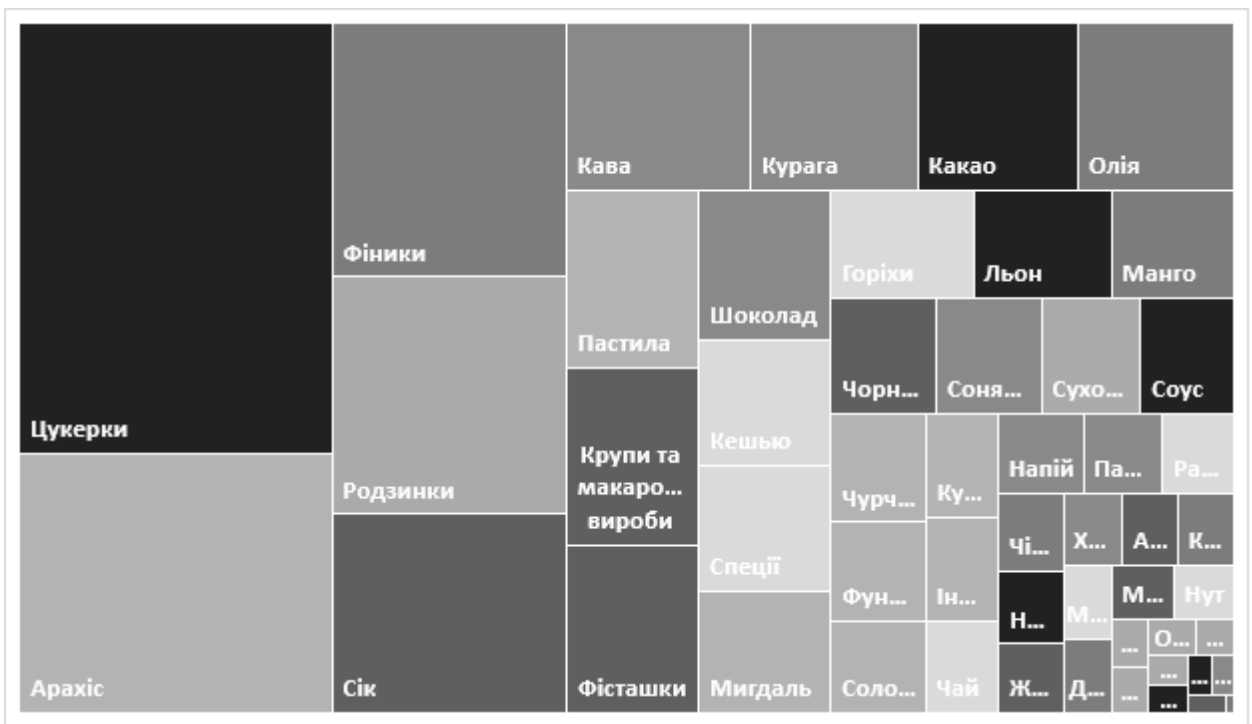 Цукерки
Арахіс
Фіники
Родзинки
Сік
Кава
Курага
Какао
Олія
Пастила
Крупи та
макаро...
вироби
Фісташки
Шоколад
Кешью
Спеції
Мигдаль
Горіхи
Льон
Манго
Чорн...
Соня...
Сухо...
Соус
Чурч...
Фун...
Соло...
Ку...
Ін...
Чай
Напій
Па...
Ра...
Чі...
Х...
А...
К...
Н...
М...
М...
Нут
Ж...
Д...
...
...
О...
...
...
...
...
...